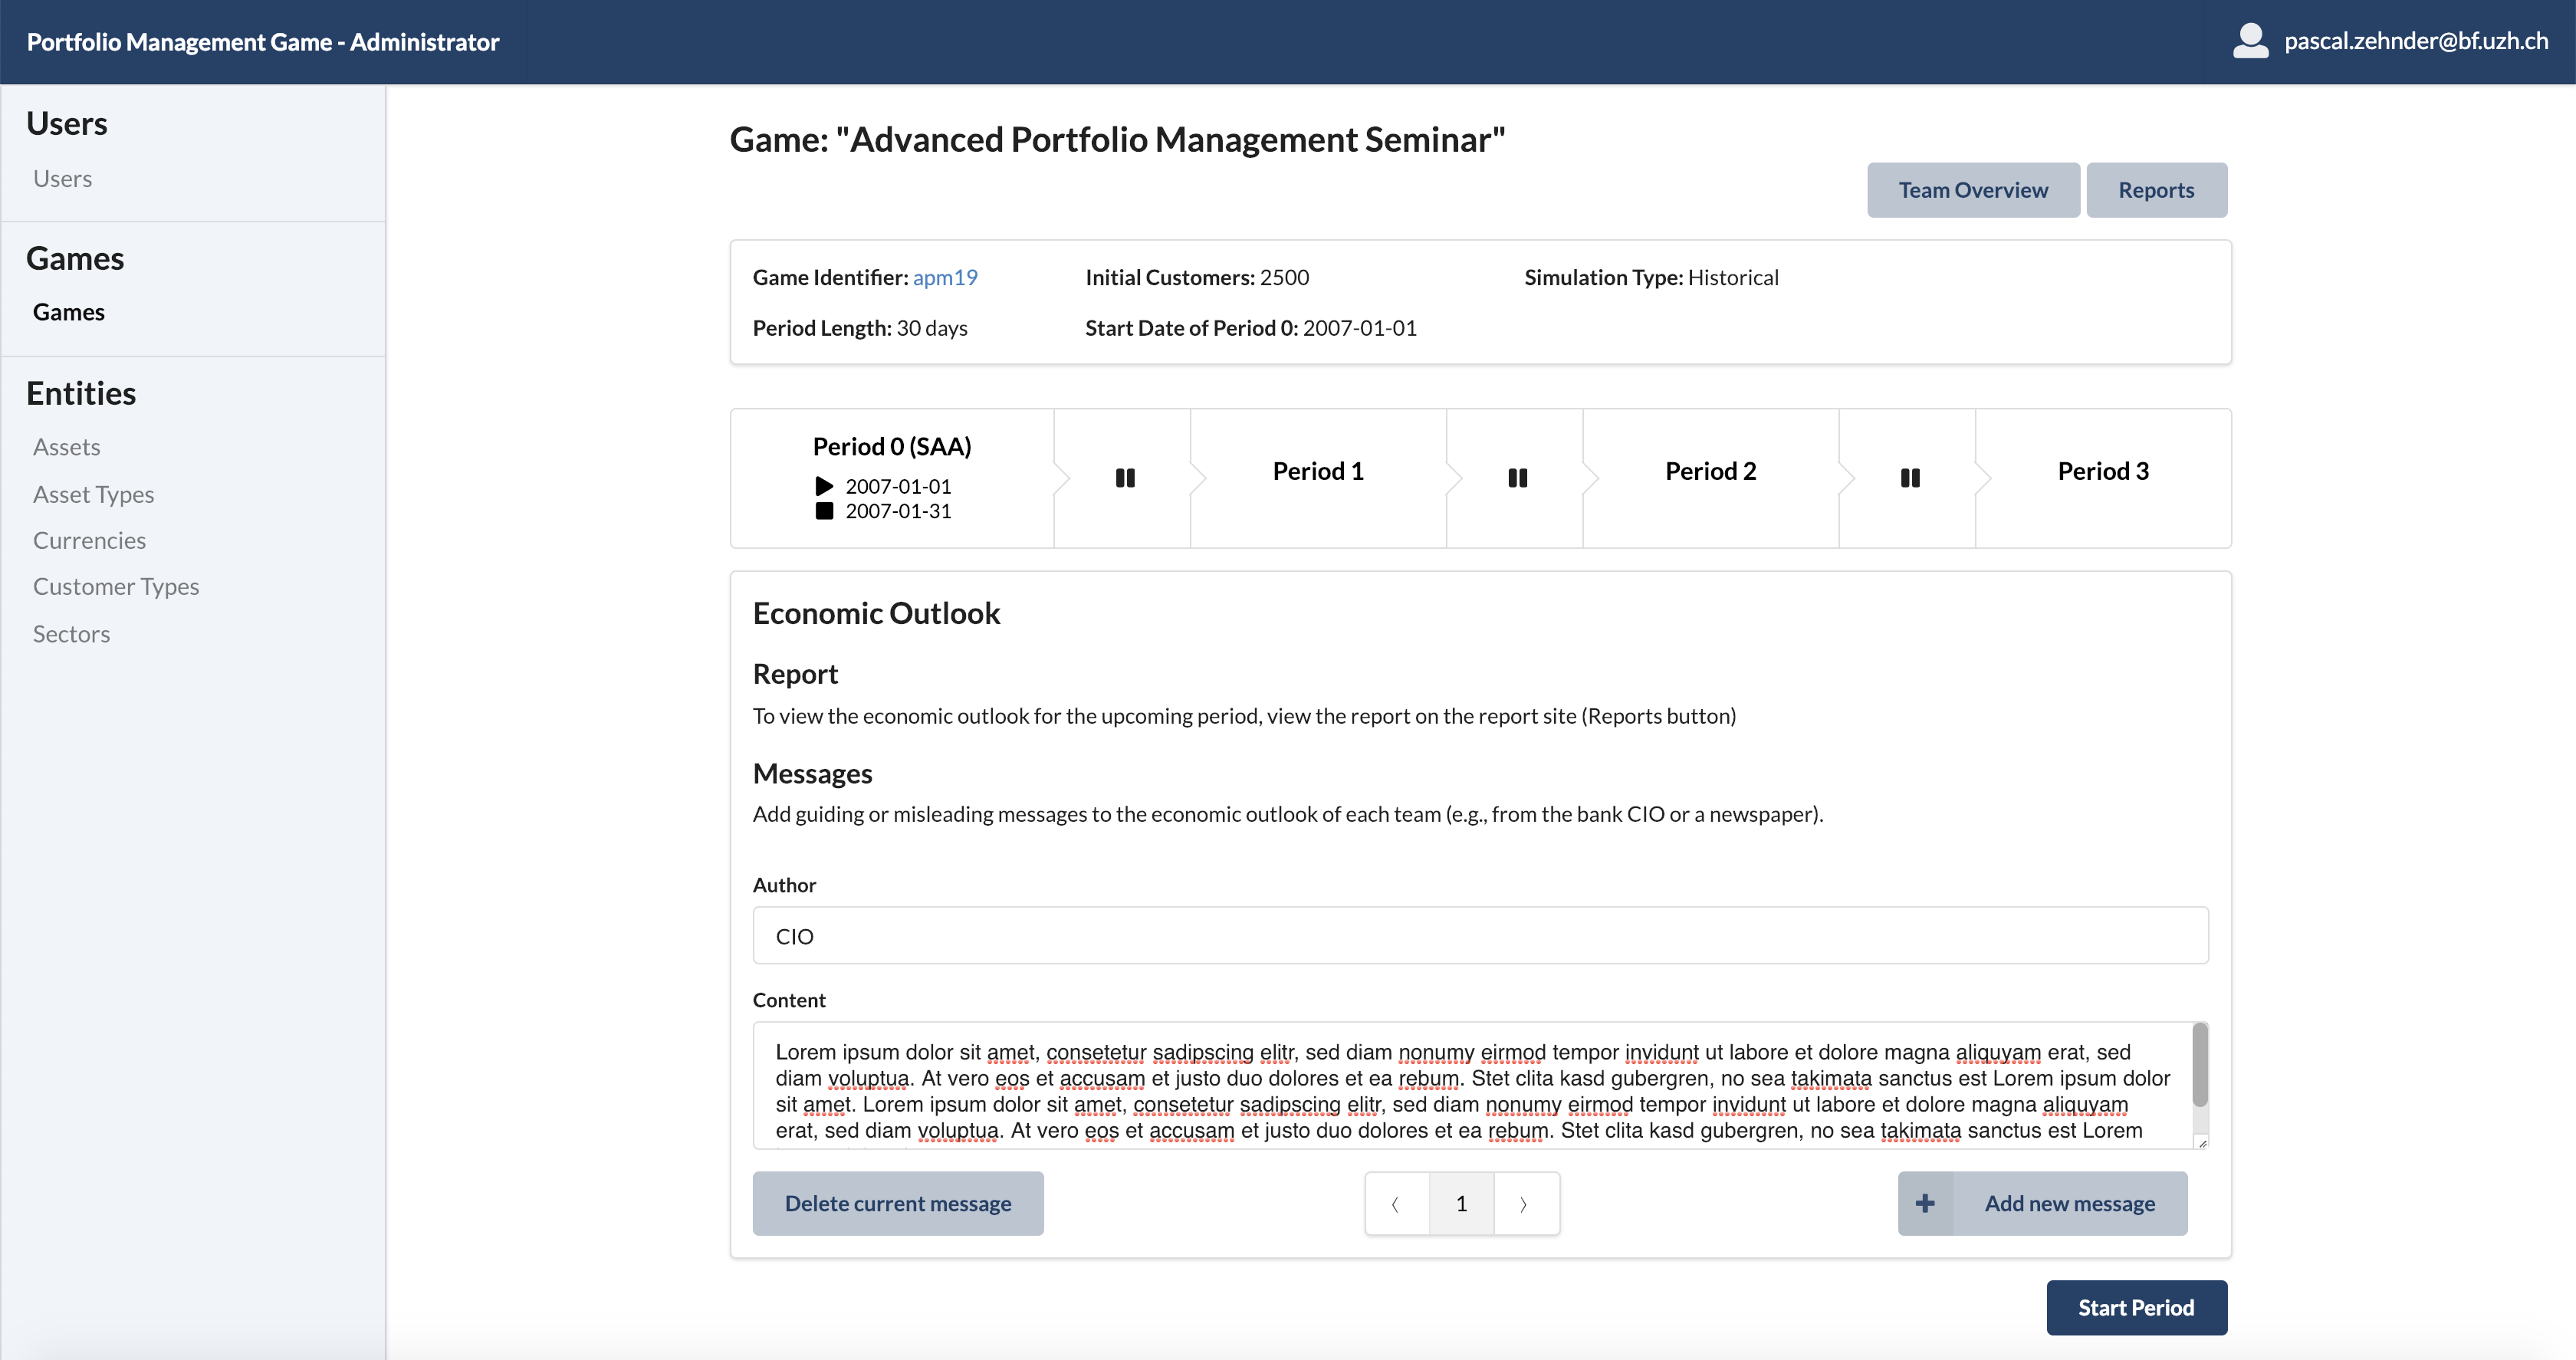 Portfolio Management Game - Administrator
pascal.zehnder@bf.uzh.ch
Users
Users
Games
Games
Entities
Assets
Asset Types
Currencies
Customer Types
Sectors
Game: "Advanced Portfolio Management Seminar"
Team Overview
Reports
Game Identifier: apm19
Initial Customers: 2500
Simulation Type: Historical
Period Length: 30 days
Start Date of Period 0: 2007-01-01
Period 0 (SAA)
2007-01-01
2007-01-31
Period 1
Period 2
Period 3
Economic Outlook
Report
To view the economic outlook for the upcoming period, view the report on the report site (Reports button)
Messages
Add guiding or misleading messages to the economic outlook of each team (e.g., from the bank CIO or a newspaper).
Author
CIO
Content
Lorem ipsum dolor sit amet, consetetur sadipscing elitr, sed diam nonumy eirmod tempor invidunt ut labore et dolore magna aliquyam erat, sed
diam voluptua. At vero eos et accusam et justo duo dolores et ea rebum. Stet clita kasd gubergren, no sea takimata sanctus est Lorem ipsum dolor
sit amet. Lorem ipsum dolor sit amet, consetetur sadipscing elitr, sed diam nonumy eirmod tempor invidunt ut labore et dolore magna aliquyam
erat, sed diam voluptua. At vero eos et accusam et justo duo dolores et ea rebum. Stet clita kasd gubergren, no sea takimata sanctus est Lorem
Delete current message
1
Add new message
Start Period